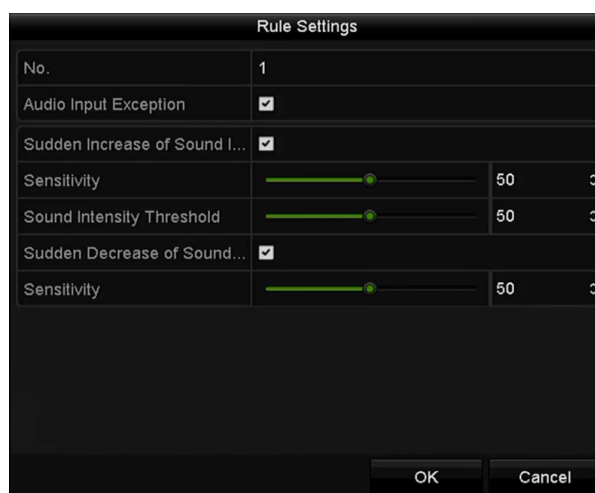 Rule Settings
No. 1
Audio Input Exception
Sudden Increase of Sound I...
Sensitivity 50
Sound Intensity Threshold 50
Sudden Decrease of Sound...
Sensitivity 50
OK Cancel